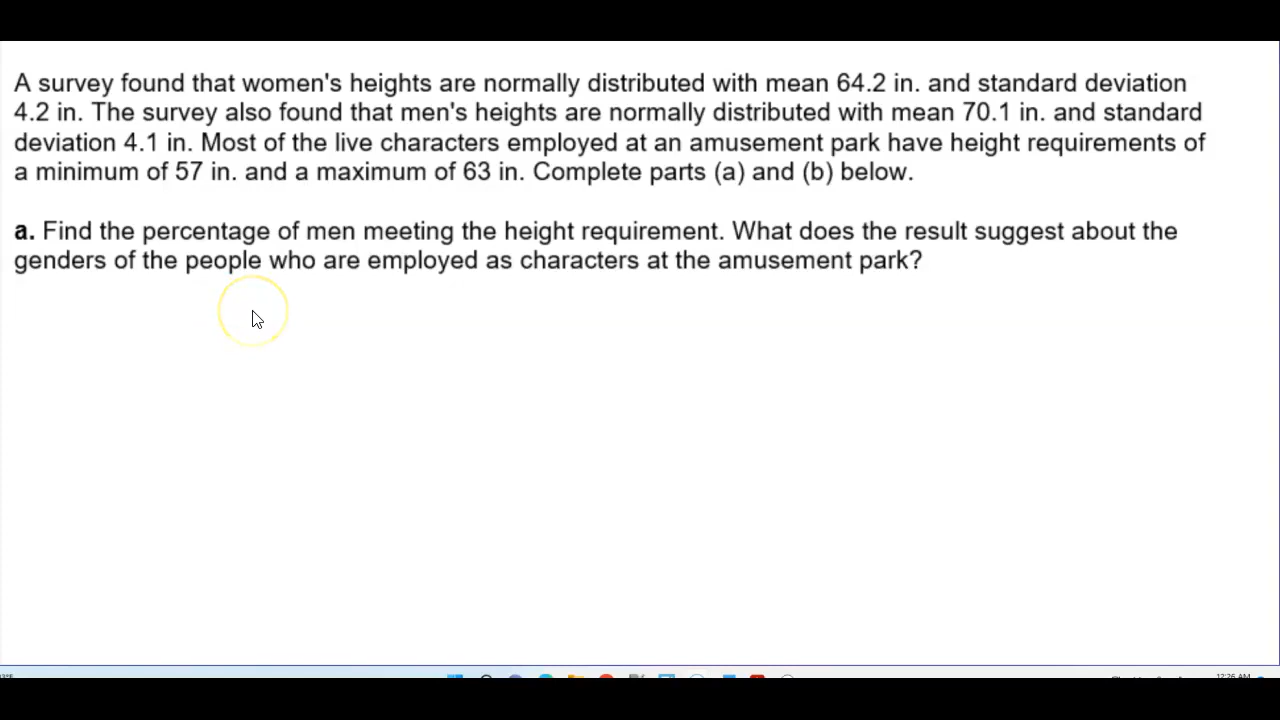 A survey found that women's heights are normally distributed with mean 64.2 in. and standard deviation
4.2 in. The survey also found that men's heights are normally distributed with mean 70.1 in. and standard
deviation 4.1 in. Most of the live characters employed at an amusement park have height requirements of
a minimum of 57 in. and a maximum of 63 in. Complete parts (a) and (b) below.
a. Find the percentage of men meeting the height requirement. What does the result suggest about the
genders of the people who are employed as characters at the amusement park?
12:26 AM